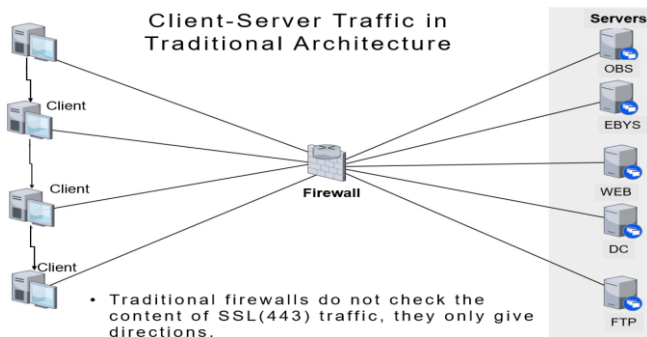 Client-Server Traffic in
Traditional Architecture
Servers
OBS
Client
EBYS
Client
WEB
Firewall
DC
Client
• Traditional firewalls do not check the
content of SSL(443) traffic, they only give
directions.
FTP